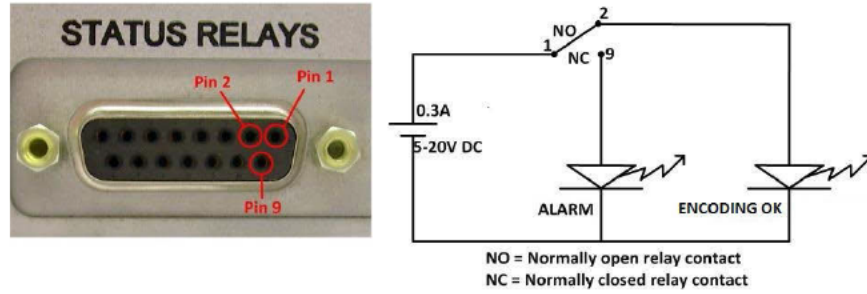 STATUS RELAYS
Pin 2
Pin 1
Pin 9
NO
2
1
NC
9
0.3A
5-20V DC
ALARM
ENCODING OK
NO = Normally open relay contact
NC = Normally closed relay contact